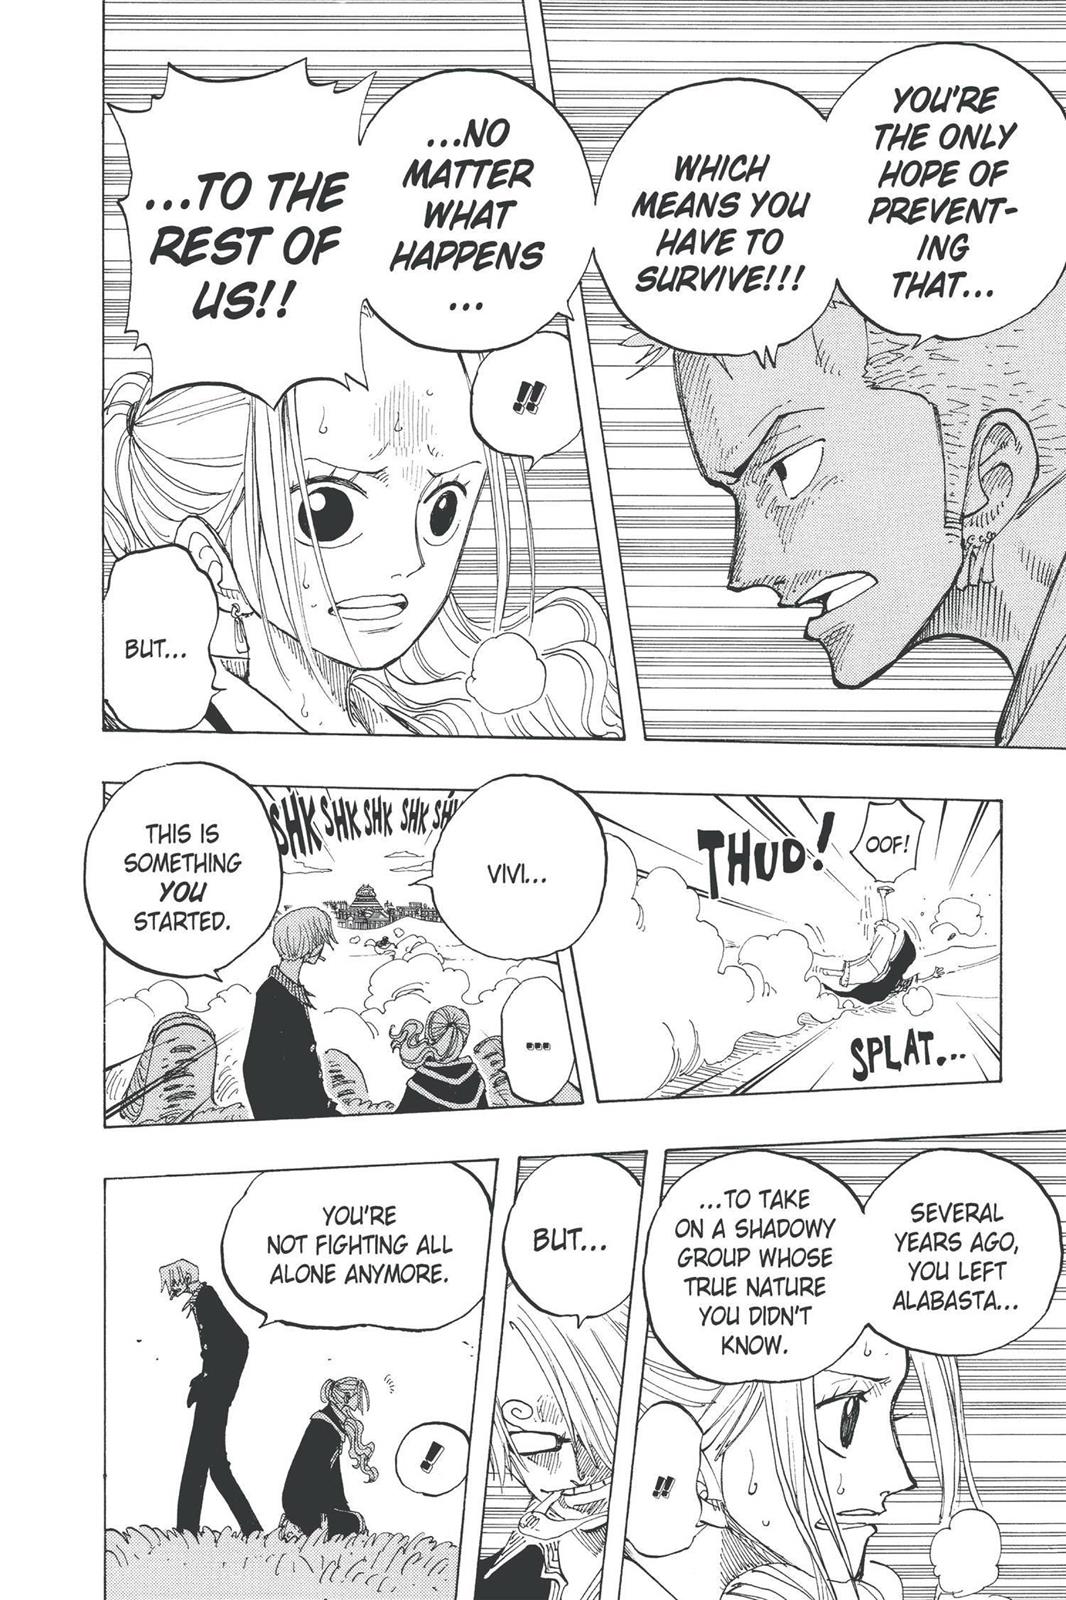 YOU'RE
THE ONLY
HOPE OF
PREVENT-
ING
THAT...
WHICH
MEANS YOU
HAVE TO
SURVIVE!!!
...NO
MATTER
WHAT
HAPPENS
...
...TO THE
REST OF
US!!
!!
BUT...
OOF!
THUD!
SPLAT...
SHK SHK SHK SHK SHK
VIVI...
THIS IS
SOMETHING
YOU
STARTED.
...
SEVERAL
YEARS AGO,
YOU LEFT
ALABASTA...
...TO TAKE
ON A SHADOWY
GROUP WHOSE
TRUE NATURE
YOU DIDN'T
KNOW.
!!
BUT...
YOU'RE
NOT FIGHTING ALL
ALONE ANYMORE.
!